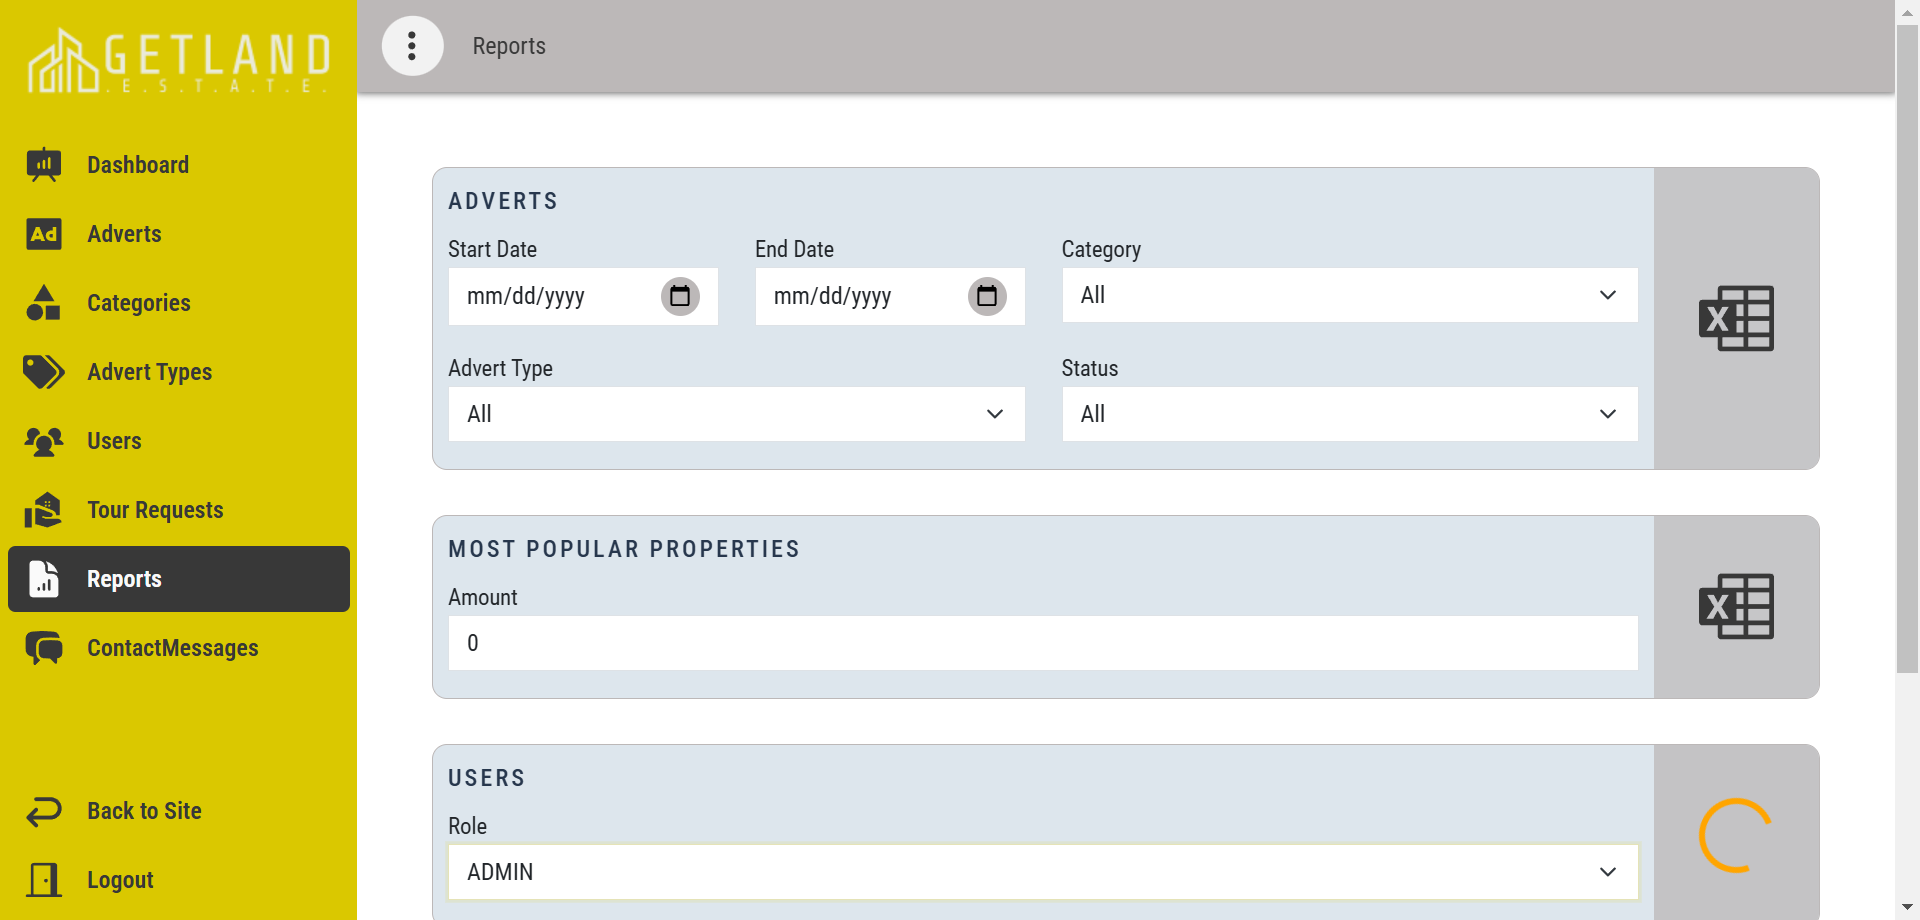 GETLAND
.E.S.T.A.T.E.
Dashboard
Ad Adverts
Categories
Advert Types
Users
Tour Requests
Reports
ContactMessages
Back to Site
Logout
Reports
ADVERTS
Start Date End Date Category
mm/dd/yyyy mm/dd/yyyy All
Advert Type Status
All All
X
MOST POPULAR PROPERTIES
Amount
0
X
USERS
Role
ADMIN